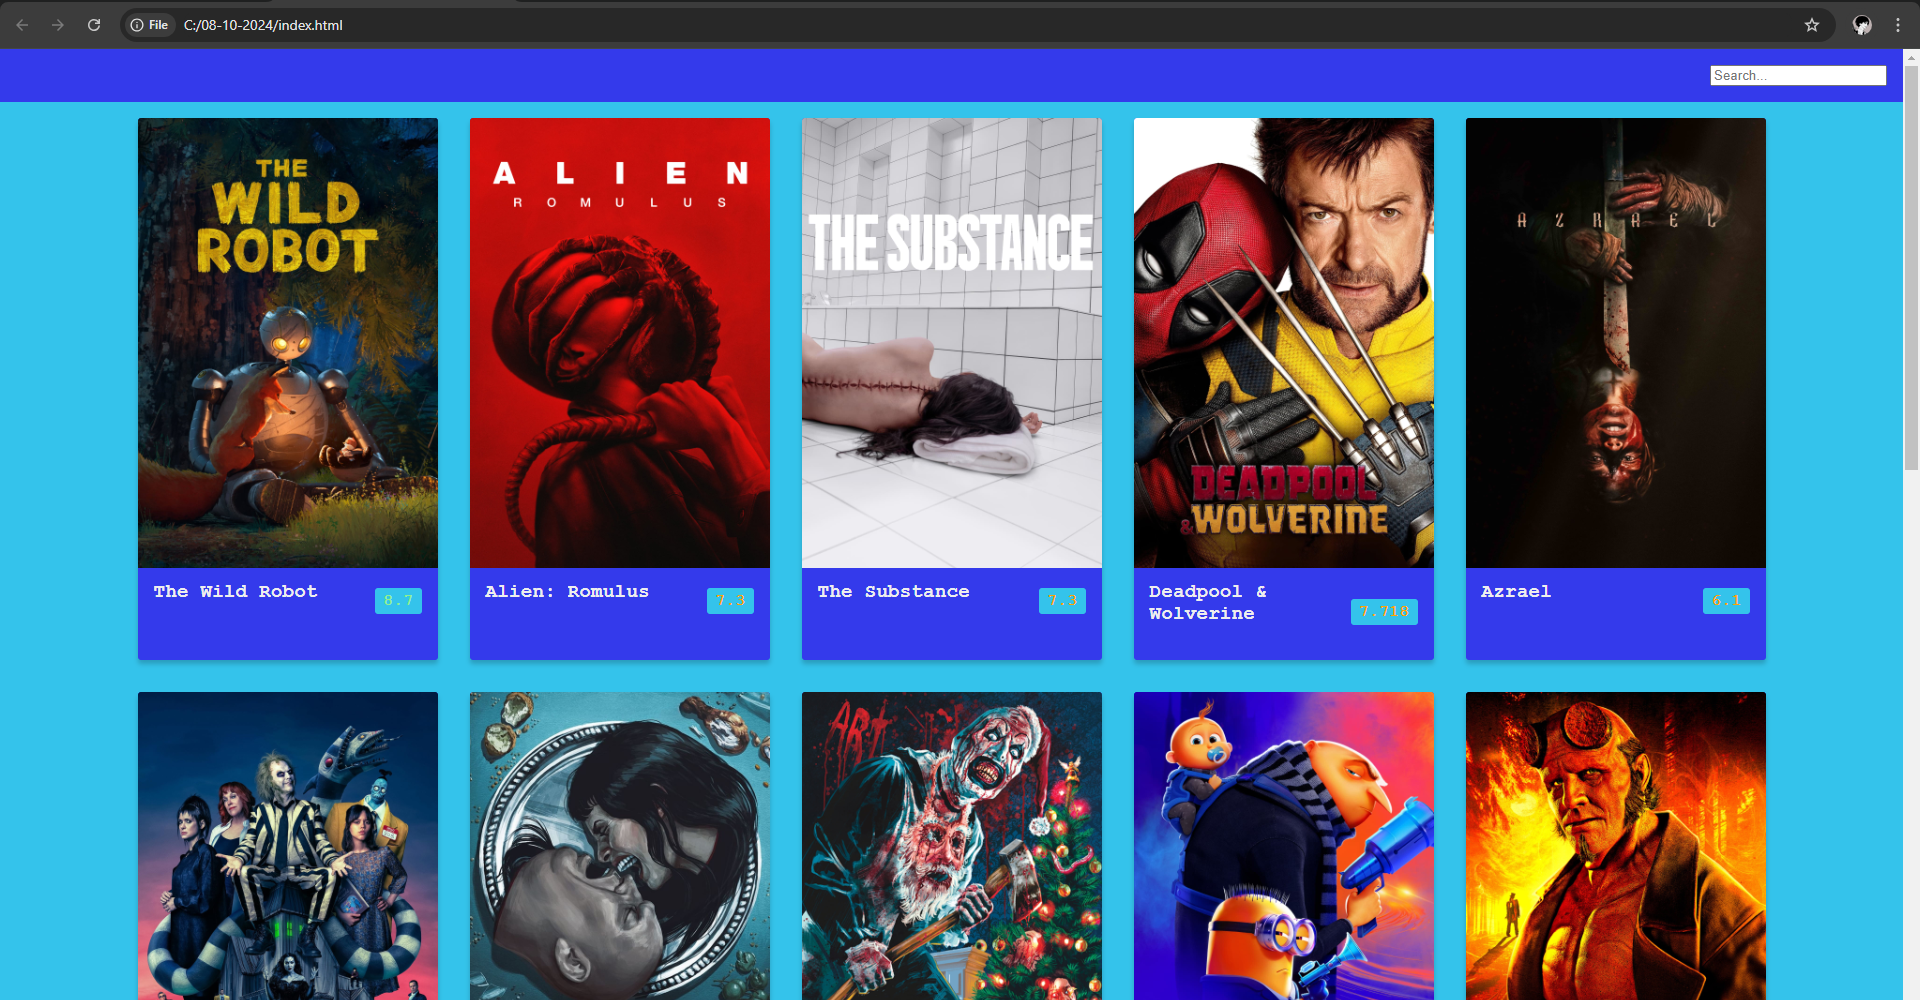 File C:/08-10-2024/index.html
Search...
THE
WILD
ROBOT
ALIEN
ROMULUS
THE SUBSTANCE
DEADPOOL
& WOLVERINE
AZRAEL
The Wild Robot 8.7
Alien: Romulus 7.3
The Substance 7.3
Deadpool &
Wolverine 7.718
Azrael 6.1
ART